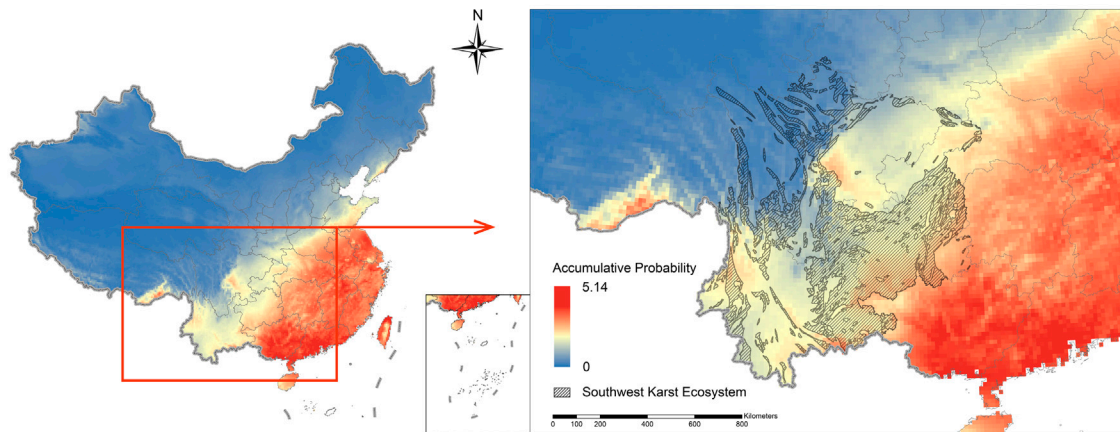 N
Accumulative Probability
5.14
0
Southwest Karst Ecosystem
Kilometers
0 100 200 400 600 800